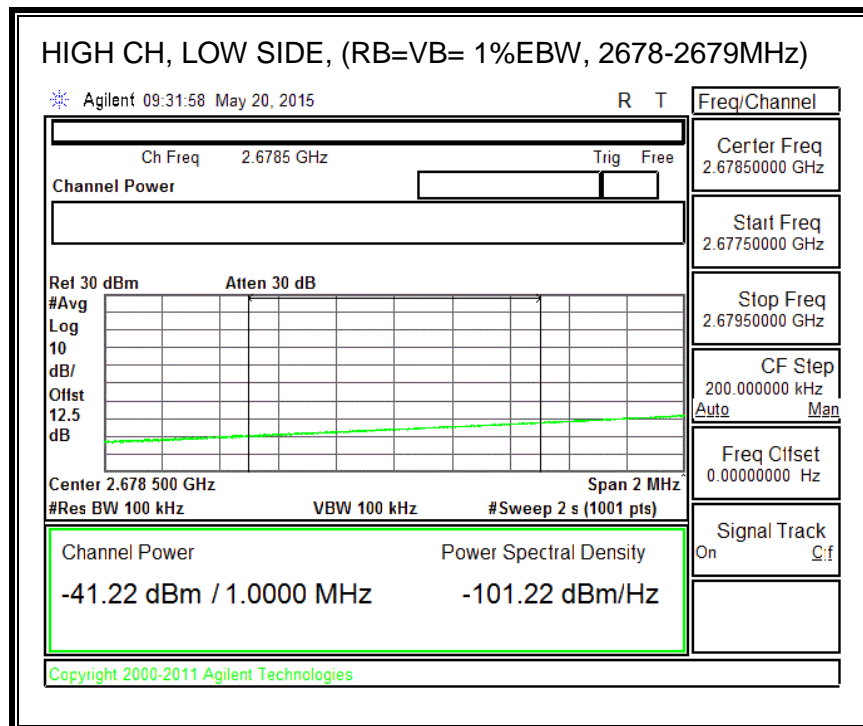 HIGH CH, LOW SIDE, (RB=VB= 1%EBW, 2678-2679MHz)
Agilent 09:31:58 May 20, 2015 R T
Freq/Channel
Ch Freq 2.6785 GHz Trig Free
Channel Power
Center Freq
2.67850000 GHz
Start Freq
2.67750000 GHz
Stop Freq
2.67950000 GHz
CF Step
200.000000 kHz
Auto Man
Freq Offset
0.00000000 Hz
Signal Track
On Off
Ref 30 dBm Atten 30 dB
#Avg
Log
10
dB/
Offst
12.5
dB
Center 2.678 500 GHz Span 2 MHz
#Res BW 100 kHz VBW 100 kHz #Sweep 2 s (1001 pts)
Channel Power Power Spectral Density
-41.22 dBm / 1.0000 MHz -101.22 dBm/Hz
Copyright 2000-2011 Agilent Technologies